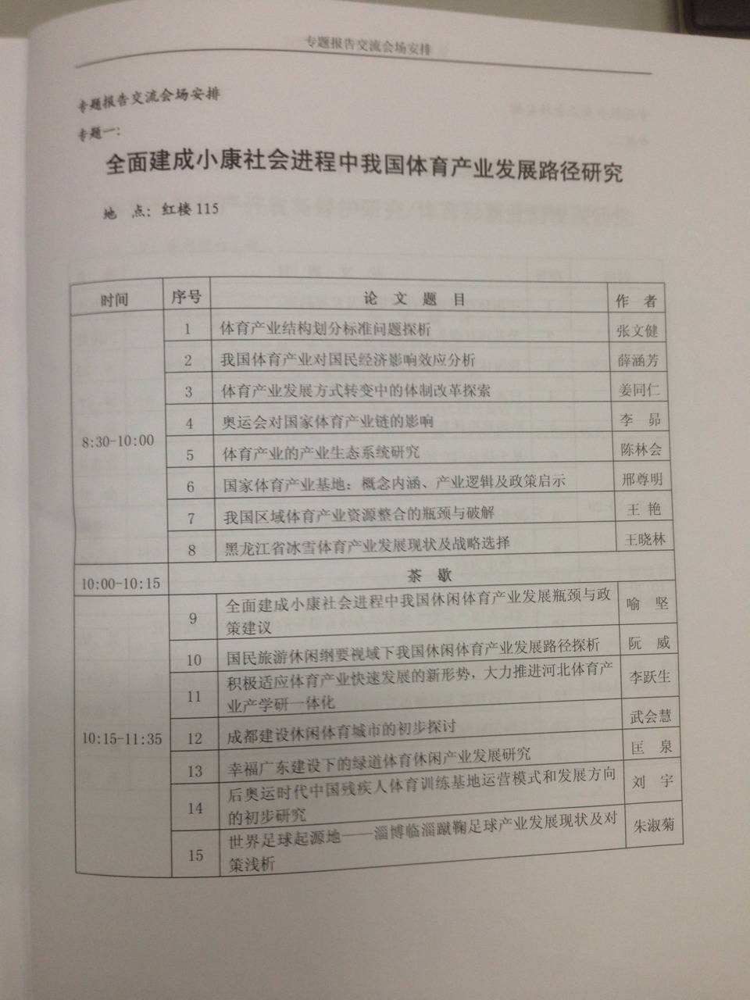 专题报告交流会场安排
专题报告交流会场安排
专题一：
全面建成小康社会进程中我国体育产业发展路径研究
地 点：红楼 115
时间 序号 论 文 题 目 作 者
8:30-10:00
1 体育产业结构划分标准问题探析 张文健
2 我国体育产业对国民经济影响效应分析 薛涵芳
3 体育产业发展方式转变中的体制改革探索 姜同仁
4 奥运会对国家体育产业链的影响 李 昴
5 体育产业的产业生态系统研究 陈林会
6 国家体育产业基地：概念内涵、产业逻辑及政策启示 邢尊明
7 我国区域体育产业资源整合的瓶颈与破解 王 艳
8 黑龙江省冰雪体育产业发展现状及战略选择 王晓林
10:00-10:15 茶 歇
10:15-11:35
9 全面建成小康社会进程中我国休闲体育产业发展瓶颈与政 喻 坚
策建议
10 国民旅游休闲纲要视域下我国休闲体育产业发展路径探析 阮 威
11 积极适应体育产业快速发展的新形势，大力推进河北体育产 李跃生
业产学研一体化
12 成都建设休闲体育城市的初步探讨 武会慧
13 幸福广东建设下的绿道体育休闲产业发展研究 匡 泉
14 后奥运时代中国残疾人体育训练基地运营模式和发展方向 刘 宇
的初步研究
15 世界足球起源地——淄博临淄蹴鞠足球产业发展现状及对 朱淑菊
策浅析